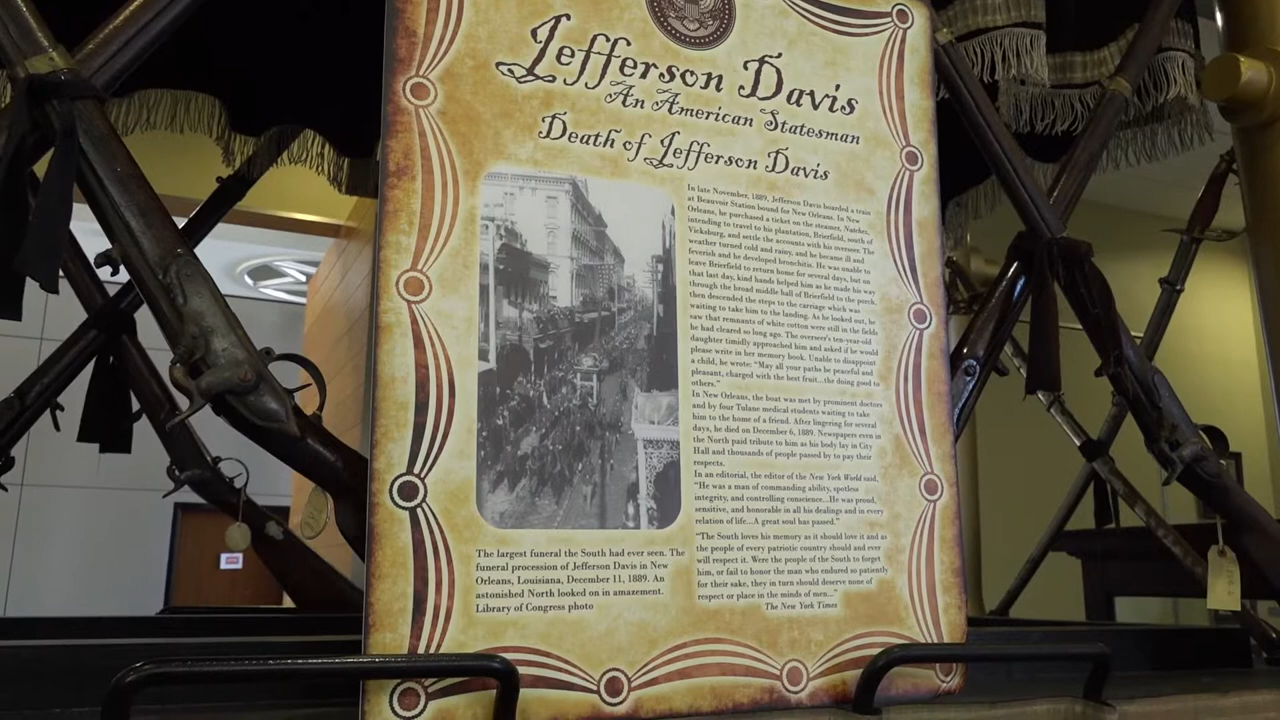 Jefferson Davis
An American Statesman
Death of Jefferson Davis
In late November, 1889, Jefferson Davis boarded a train
at Beauvoir Station bound for New Orleans. In New
Orleans, he purchased a ticket on the steamer, Natchez,
intending to travel to his plantation, Brierfield, south of
Vicksburg, and settle the accounts with his overseer. The
weather turned cold and rainy, and he became ill and
feverish and he developed bronchitis. He was unable to
leave Brierfield to return home for several days, but on
that last day, kind hands helped him as he made his way
through the broad middle hall of Brierfield to the porch,
then descended the steps to the carriage which was
waiting to take him to the landing. As he looked out, he
saw that remnants of white cotton were still in the fields
he had cleared so long ago. The overseer's ten-year-old
daughter timidly approached him and asked if he would
please write in her memory book. Unable to disappoint
a child, he wrote: "May all your paths be peaceful and
pleasant, charged with the best fruit...the doing good to
others."
In New Orleans, the boat was met by prominent doctors
and by four Tulane medical students waiting to take
him to the home of a friend. After lingering for several
days, he died on December 6, 1889. Newspapers even in
the North paid tribute to him as his body lay in City
Hall and thousands of people passed by to pay their
respects.
In an editorial, the editor of the New York World said,
"He was a man of commanding ability, spotless
integrity, and controlling conscience...He was proud,
sensitive, and honorable in all his dealings and in every
relation of life...A great soul has passed."
"The South loves his memory as it should love it and as
the people of every patriotic country should and ever
will respect it. Were the people of the South to forget
him, or fail to honor the man who endured so patiently
for their sake, they in turn should deserve none of
respect or place in the minds of men..."
The New York Times
The largest funeral the South had ever seen. The
funeral procession of Jefferson Davis in New
Orleans, Louisiana, December 11, 1889. An
astonished North looked on in amazement.
Library of Congress photo